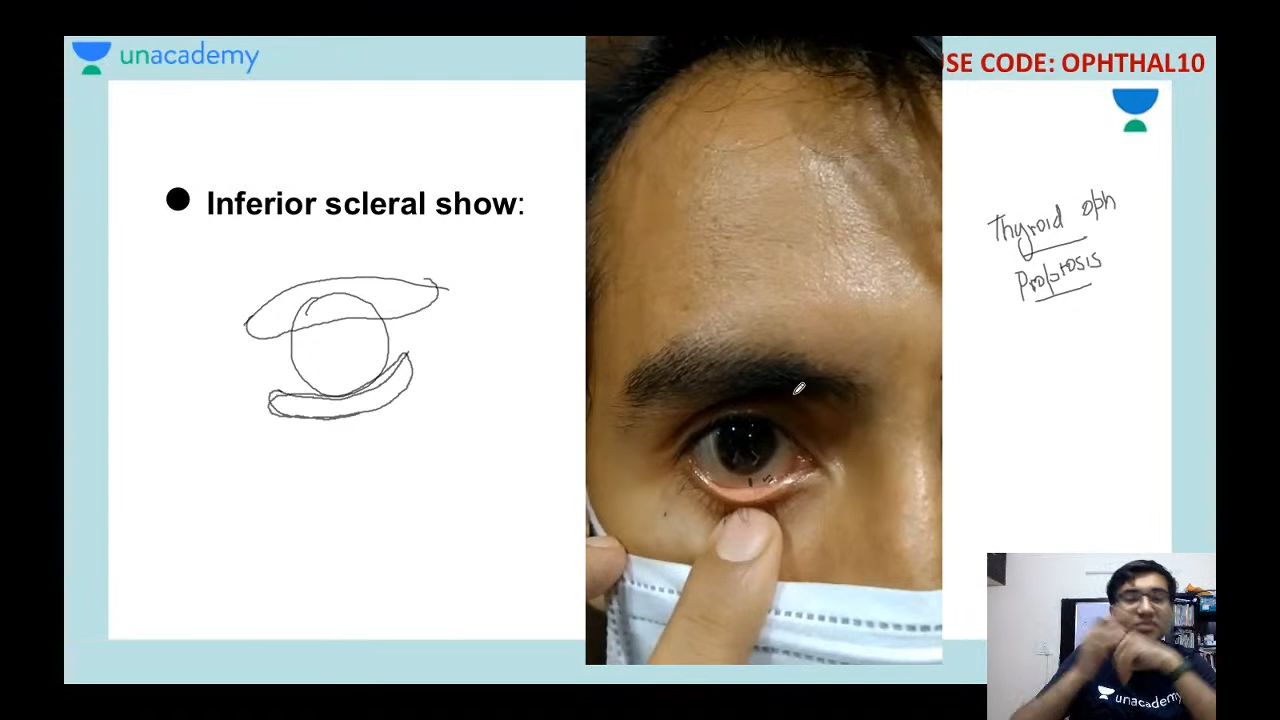 unacademy
SE CODE: OPHTHAL10
Inferior scleral show:
Thyroid oph
Proptosis
unacademy